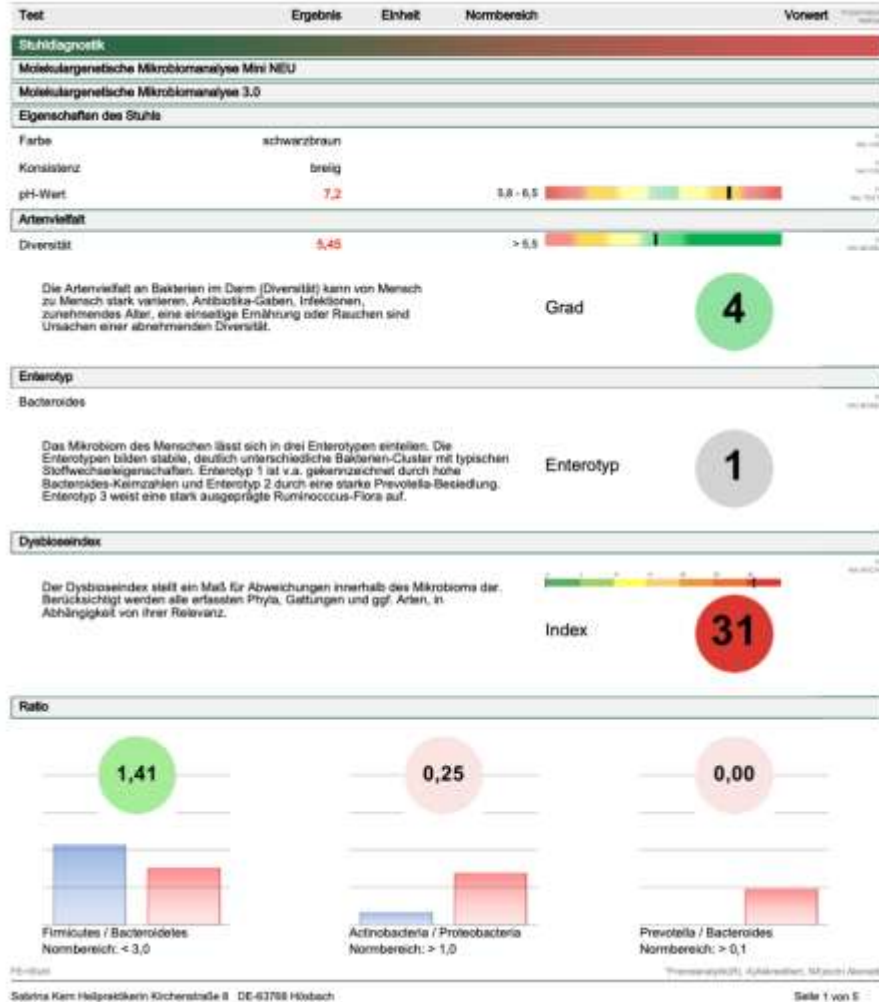 Test Ergebnis Einheit Normbereich Vorwert
Stuhldiagnostik
Molekulargenetische Mikrobiomanalyse Mini NEU
Molekulargenetische Mikrobiomanalyse 3.0
Eigenschaften des Stuhls
Farbe schwarzbraun
Konsistenz breiig
pH-Wert 7,2 5,8 - 6,5
Artenvielfalt
Diversität 5,45 > 5,5
Die Artenvielfalt an Bakterien im Darm (Diversität) kann von Mensch
zu Mensch stark variieren. Antibiotika-Gaben, Infektionen,
zunehmendes Alter, eine einseitige Ernährung oder Rauchen sind
Ursachen einer abnehmenden Diversität.
Grad 4
Enterotyp
Bacteroides
Das Mikrobiom des Menschen lässt sich in drei Enterotypen einteilen. Die
Enterotypen bilden stabile, deutlich unterschiedliche Bakterien-Cluster mit typischen
Stoffwechseleigenschaften. Enterotyp 1 ist v.a. gekennzeichnet durch hohe
Bacteroides-Keimzahlen und Enterotyp 2 durch eine starke Prevotella-Besiedlung.
Enterotyp 3 weist eine stark ausgeprägte Ruminococcus-Flora auf.
Enterotyp 1
Dysbioseindex
Der Dysbioseindex stellt ein Maß für Abweichungen innerhalb des Mikrobioms dar.
Berücksichtigt werden alle erfassten Phyla, Gattungen und ggf. Arten, in
Abhängigkeit von ihrer Relevanz.
Index 31
Ratio
1,41 0,25 0,00
Firmicutes / Bacteroidetes Actinobacteria / Proteobacteria Prevotella / Bacteroides
Normbereich: < 3,0 Normbereich: > 1,0 Normbereich: > 0,1
Sabrina Kern Heilpraktikerin Kirchenstraße 8 DE-63768 Hösbach Seite 1 von 5